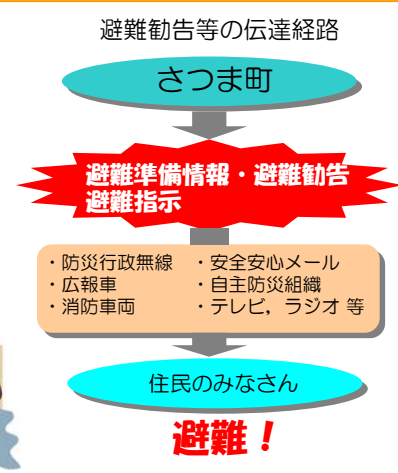 避難勧告等の伝達経路
さつま町
避難準備情報・避難勧告
避難指示
・防災行政無線　・安全安心メール
・広報車　・自主防災組織
・消防車両　・テレビ，ラジオ 等
住民のみなさん
避難！